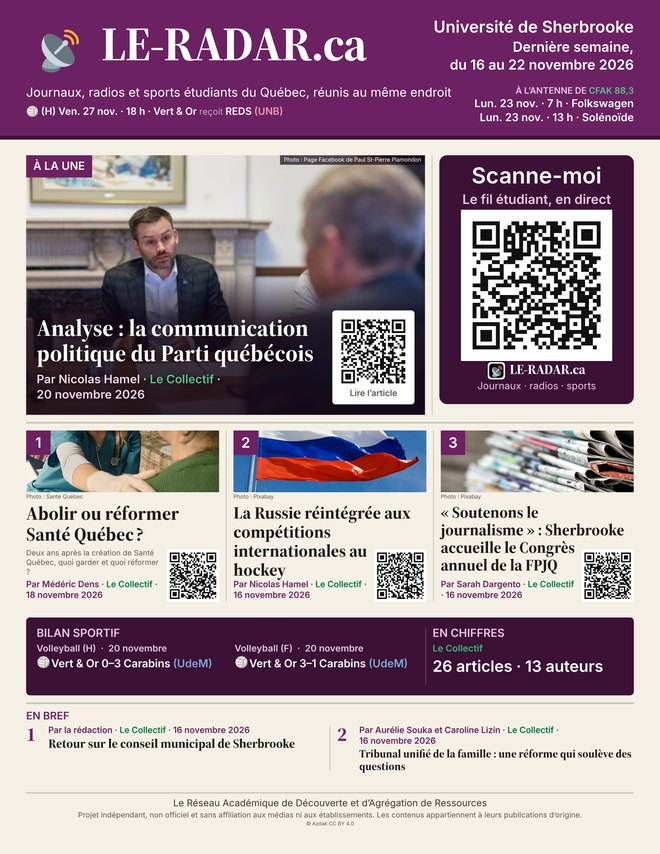 LE-RADAR.ca
Université de Sherbrooke
Dernière semaine,
du 16 au 22 novembre 2026
Journaux, radios et sports étudiants du Québec, réunis au même endroit
(H) Ven. 27 nov. · 18 h · Vert & Or reçoit REDS (UNB)
À L'ANTENNE DE CFAK 88,3
Lun. 23 nov. · 7 h · Folkswagen
Lun. 23 nov. · 13 h · Solénoïde
À LA UNE
Photo : Page Facebook de Paul St-Pierre Plamondon
Analyse : la communication
politique du Parti québécois
Par Nicolas Hamel · Le Collectif ·
20 novembre 2026
Lire l'article
Scanne-moi
Le fil étudiant, en direct
LE-RADAR.ca
Journaux · radios · sports
1
Photo : Santé Québec
Abolir ou réformer
Santé Québec ?
Deux ans après la création de Santé
Québec, quoi garder et quoi réformer
?
Par Médéric Dens · Le Collectif ·
18 novembre 2026
2
Photo : Pixabay
La Russie réintégrée aux
compétitions
internationales au
hockey
Par Nicolas Hamel · Le Collectif ·
16 novembre 2026
3
Photo : Pixabay
« Soutenons le
journalisme » : Sherbrooke
accueille le Congrès
annuel de la FPJQ
Par Sarah Dargento · Le Collectif
· 16 novembre 2026
BILAN SPORTIF
Volleyball (H) · 20 novembre
Vert & Or 0–3 Carabins (UdeM)
Volleyball (F) · 20 novembre
Vert & Or 3–1 Carabins (UdeM)
EN CHIFFRES
Le Collectif
26 articles · 13 auteurs
EN BREF
1
Par la rédaction · Le Collectif · 16 novembre 2026
Retour sur le conseil municipal de Sherbrooke
2
Par Aurélie Souka et Caroline Lizin · Le Collectif ·
16 novembre 2026
Tribunal unifié de la famille : une réforme qui soulève des
questions
Le Réseau Académique de Découverte et d'Agrégation de Ressources
Projet indépendant, non officiel et sans affiliation aux médias ni aux établissements. Les contenus appartiennent à leurs publications d'origine.
© Azdak CC BY 4.0